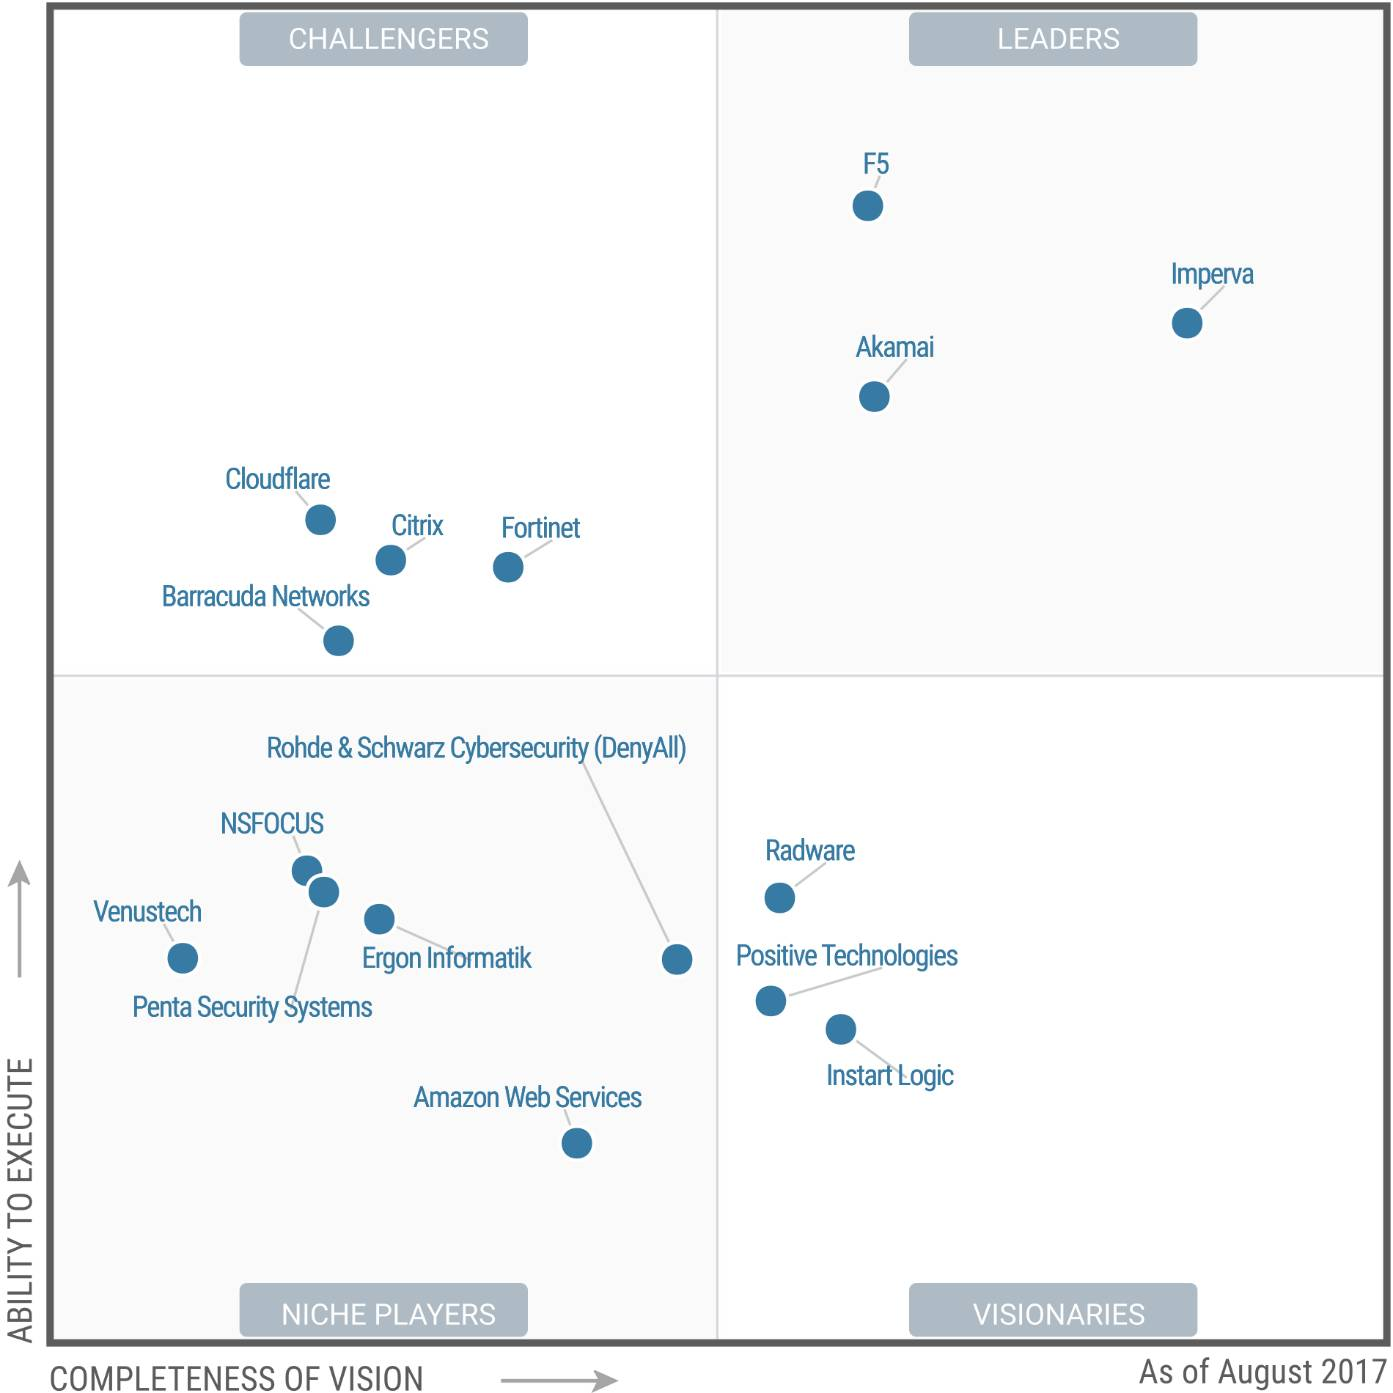 CHALLENGERS
LEADERS
F5
Imperva
Akamai
Cloudflare
Citrix
Fortinet
Barracuda Networks
Rohde & Schwarz Cybersecurity (DenyAll)
NSFOCUS
Radware
Venustech
Positive Technologies
Ergon Informatik
Penta Security Systems
Instart Logic
Amazon Web Services
NICHE PLAYERS
VISIONARIES
ABILITY TO EXECUTE
COMPLETENESS OF VISION
As of August 2017